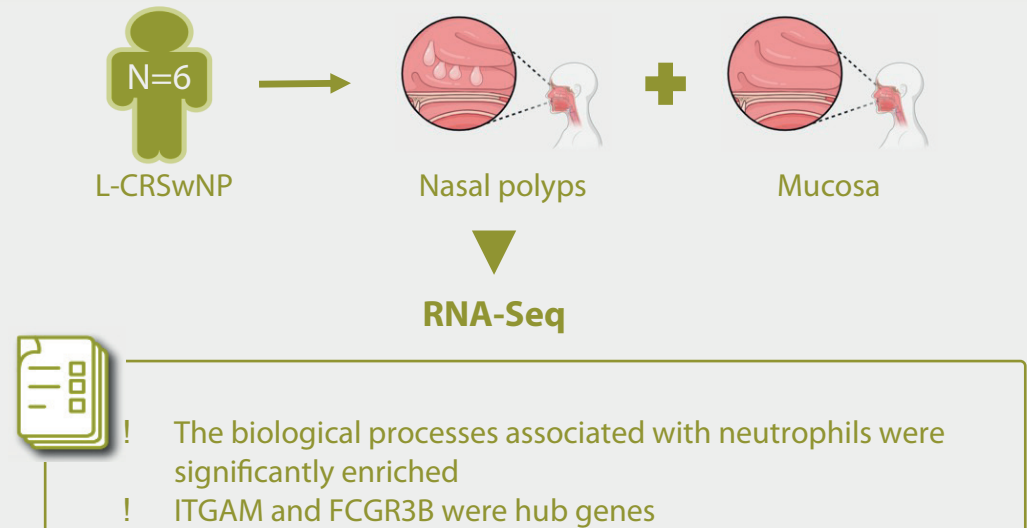 N=6
L-CRSwNP
Nasal polyps
Mucosa
RNA-Seq
! The biological processes associated with neutrophils were
significantly enriched
! ITGAM and FCGR3B were hub genes